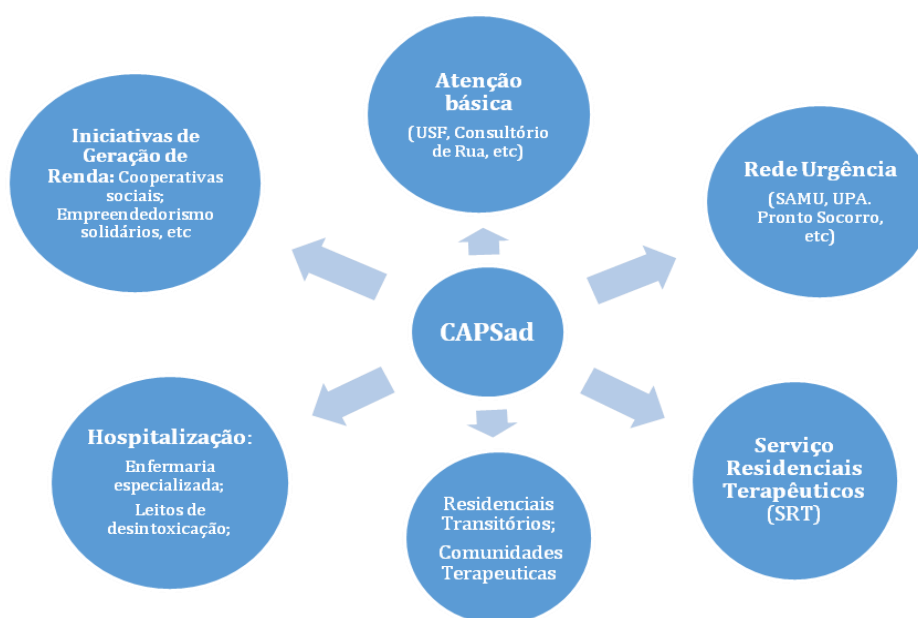 Atenção
básica
(USF, Consultório
de Rua, etc)
Iniciativas de
Geração de
Renda: Cooperativas
sociais;
Empreendedorismo
solidários, etc
Rede Urgência
(SAMU, UPA.
Pronto Socorro,
etc)
CAPSad
Hospitalização:
Enfermaria
especializada;
Leitos de
desintoxicação;
Residenciais
Transitórios;
Comunidades
Terapeuticas
Serviço
Residenciais
Terapêuticos
(SRT)